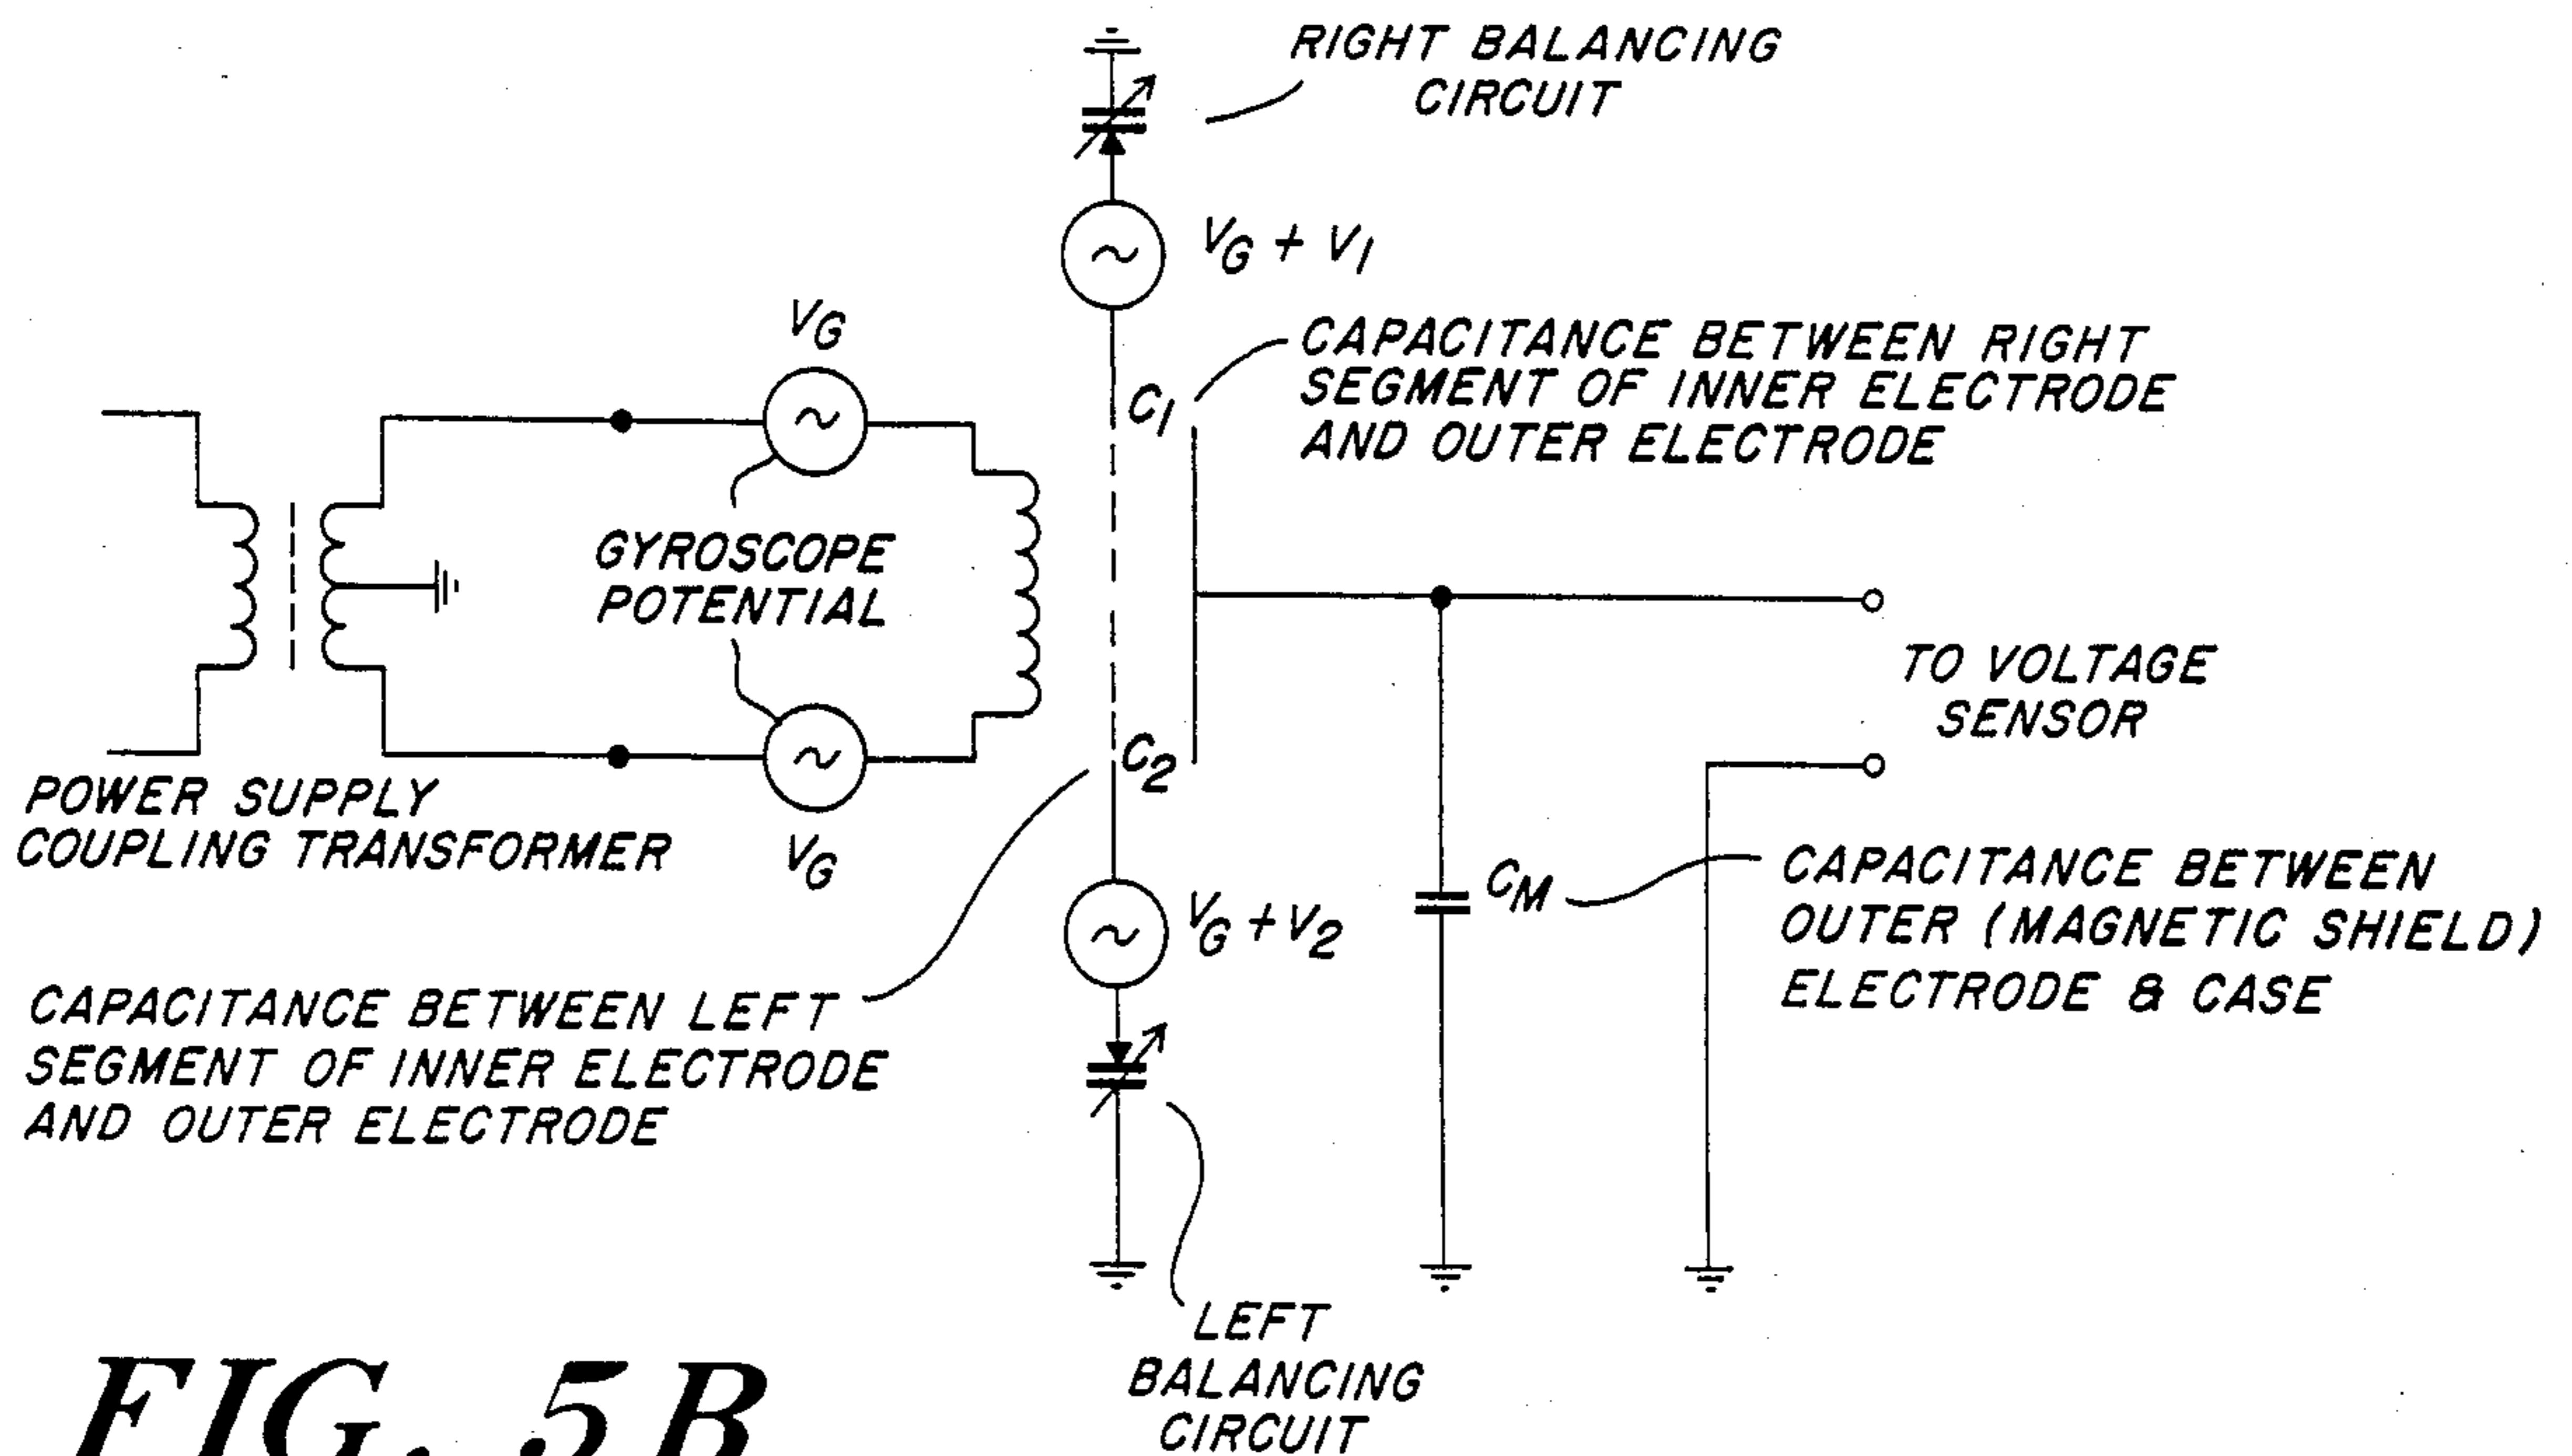 RIGHT BALANCING
CIRCUIT
VG + V1
VG
C1
CAPACITANCE BETWEEN RIGHT
SEGMENT OF INNER ELECTRODE
AND OUTER ELECTRODE
GYROSCOPE
POTENTIAL
TO VOLTAGE
SENSOR
POWER SUPPLY
COUPLING TRANSFORMER
VG
C2
VG + V2
CM
CAPACITANCE BETWEEN
OUTER (MAGNETIC SHIELD)
ELECTRODE & CASE
CAPACITANCE BETWEEN LEFT
SEGMENT OF INNER ELECTRODE
AND OUTER ELECTRODE
LEFT
BALANCING
CIRCUIT
FIG. 5B